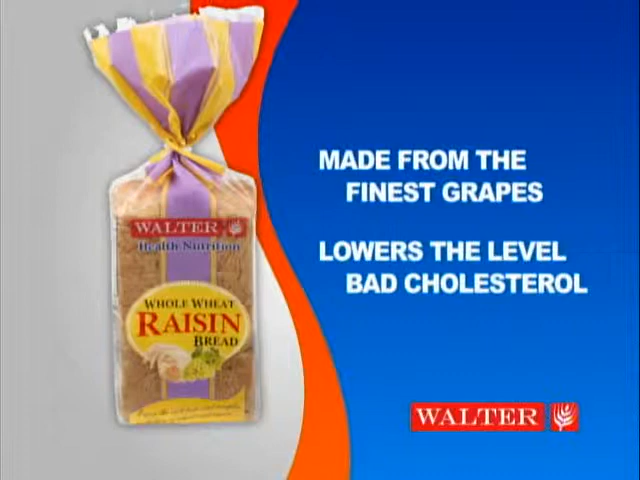 WALTER
Health Nutrition
WHOLE WHEAT
RAISIN
BREAD
MADE FROM THE
FINEST GRAPES
LOWERS THE LEVEL
BAD CHOLESTEROL
WALTER